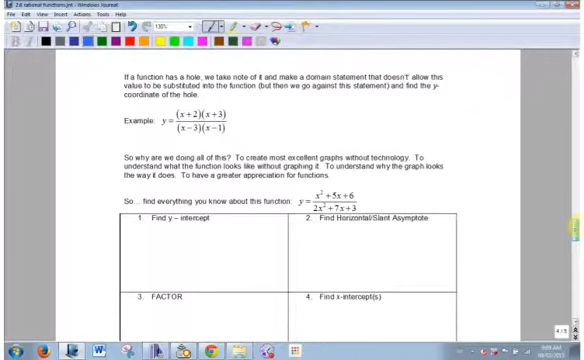 2.6 rational functions.jnt - Windows Journal
File Edit View Insert Actions Tools Help
130%
If a function has a hole, we take note of it and make a domain statement that doesn't' allow this
value to be substituted into the function (but then we go against this statement) and find the y-
coordinate of the hole.
Example: y = (x+2)(x+3) / (x−3)(x−1)
So why are we doing all of this? To create most excellent graphs without technology. To
understand what the function looks like without graphing it. To understand why the graph looks
the way it does. To have a greater appreciation for functions.
So... find everything you know about this function: y = x² + 5x + 6 / 2x² + 7x + 3
1. Find y – intercept
2. Find Horizontal/Slant Asymptote
3. FACTOR
4. Find x-intercept(s)